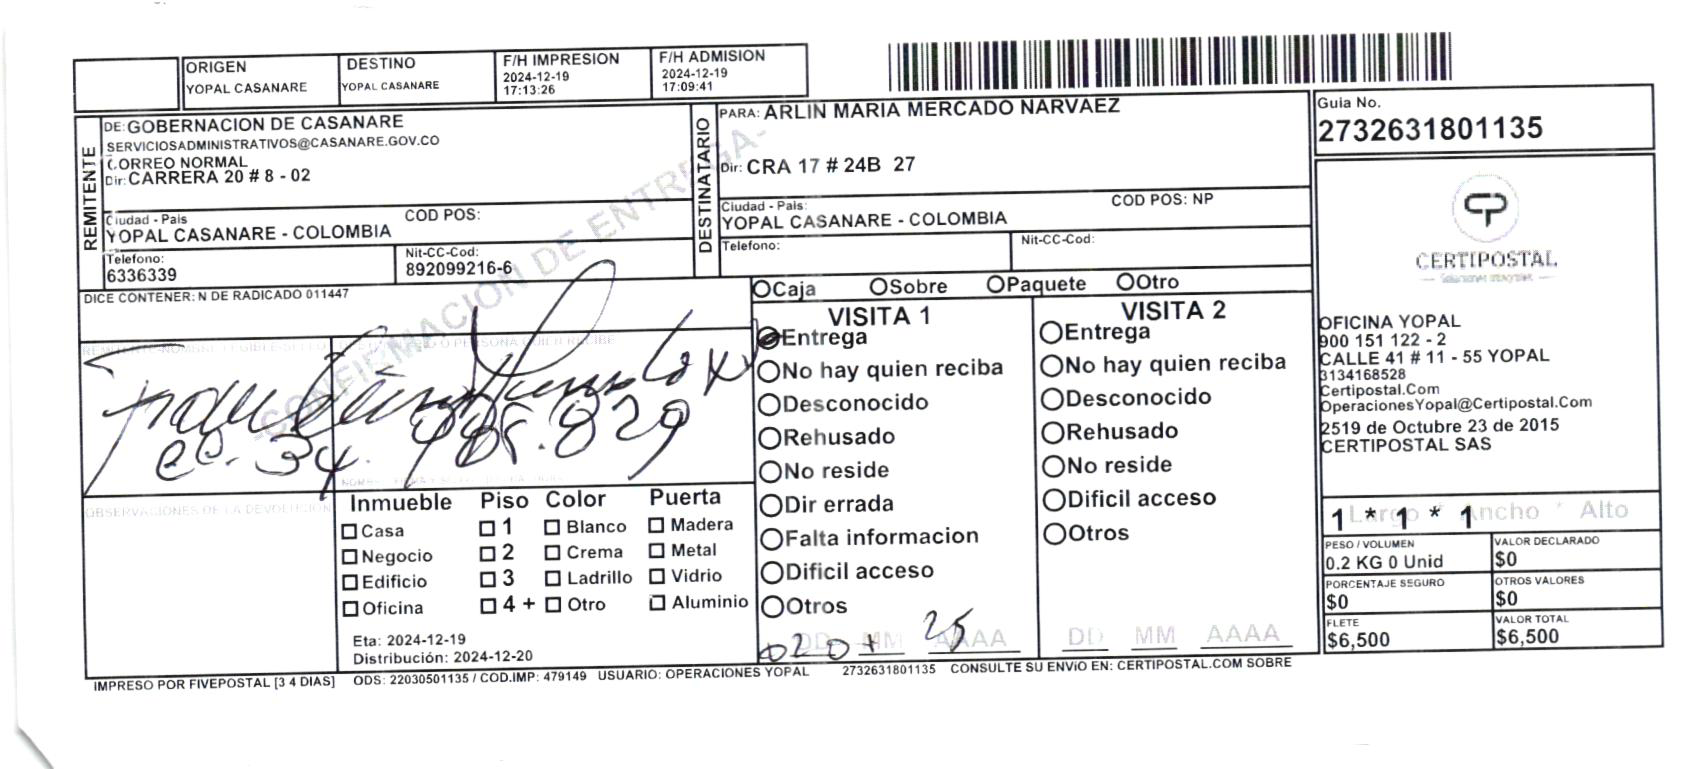 ORIGEN
YOPAL CASANARE
DESTINO
YOPAL CASANARE
F/H IMPRESION
2024-12-19
17:13:26
F/H ADMISION
2024-12-19
17:09:41
REMITENTE
DE: GOBERNACION DE CASANARE
SERVICIOSADMINISTRATIVOS@CASANARE.GOV.CO
CORREO NORMAL
Dir: CARRERA 20 # 8 - 02
Ciudad - Pais
COD POS:
YOPAL CASANARE - COLOMBIA
Telefono:
6336339
Nit-CC-Cod:
892099216-6
DESTINATARIO
PARA: ARLIN MARIA MERCADO NARVAEZ
Dir: CRA 17 # 24B 27
Ciudad - Pais:
COD POS: NP
YOPAL CASANARE - COLOMBIA
Telefono:
Nit-CC-Cod:
Guia No.
2732631801135
CERTIPOSTAL
OFICINA YOPAL
900 151 122 - 2
CALLE 41 # 11 - 55 YOPAL
3134168528
Certipostal.Com
OperacionesYopal@Certipostal.Com
2519 de Octubre 23 de 2015
CERTIPOSTAL SAS
Largo * Ancho * Alto
1 * 1 * 1
PESO / VOLUMEN
0.2 KG 0 Unid
VALOR DECLARADO
$0
PORCENTAJE SEGURO
$0
OTROS VALORES
$0
FLETE
$6,500
VALOR TOTAL
$6,500
DICE CONTENER: N DE RADICADO 011447
-CONFIRMACION DE ENTREGA-
cc. 34.
OBSERVACIONES DE LA DEVOLUCION
Inmueble Piso Color Puerta
Casa 1 Blanco Madera
Negocio 2 Crema Metal
Edificio 3 Ladrillo Vidrio
Oficina 4 + Otro Aluminio
Eta: 2024-12-19
Distribución: 2024-12-20
Caja Sobre Paquete Otro
VISITA 1
Entrega
No hay quien reciba
Desconocido
Rehusado
No reside
Dir errada
Falta informacion
Dificil acceso
Otros
DD MM AAAA
25
VISITA 2
Entrega
No hay quien reciba
Desconocido
Rehusado
No reside
Dificil acceso
Otros
DD MM AAAA
IMPRESO POR FIVEPOSTAL [3 4 DIAS] ODS: 22030501135 / COD.IMP: 479149 USUARIO: OPERACIONES YOPAL 2732631801135 CONSULTE SU ENVIO EN: CERTIPOSTAL.COM SOBRE